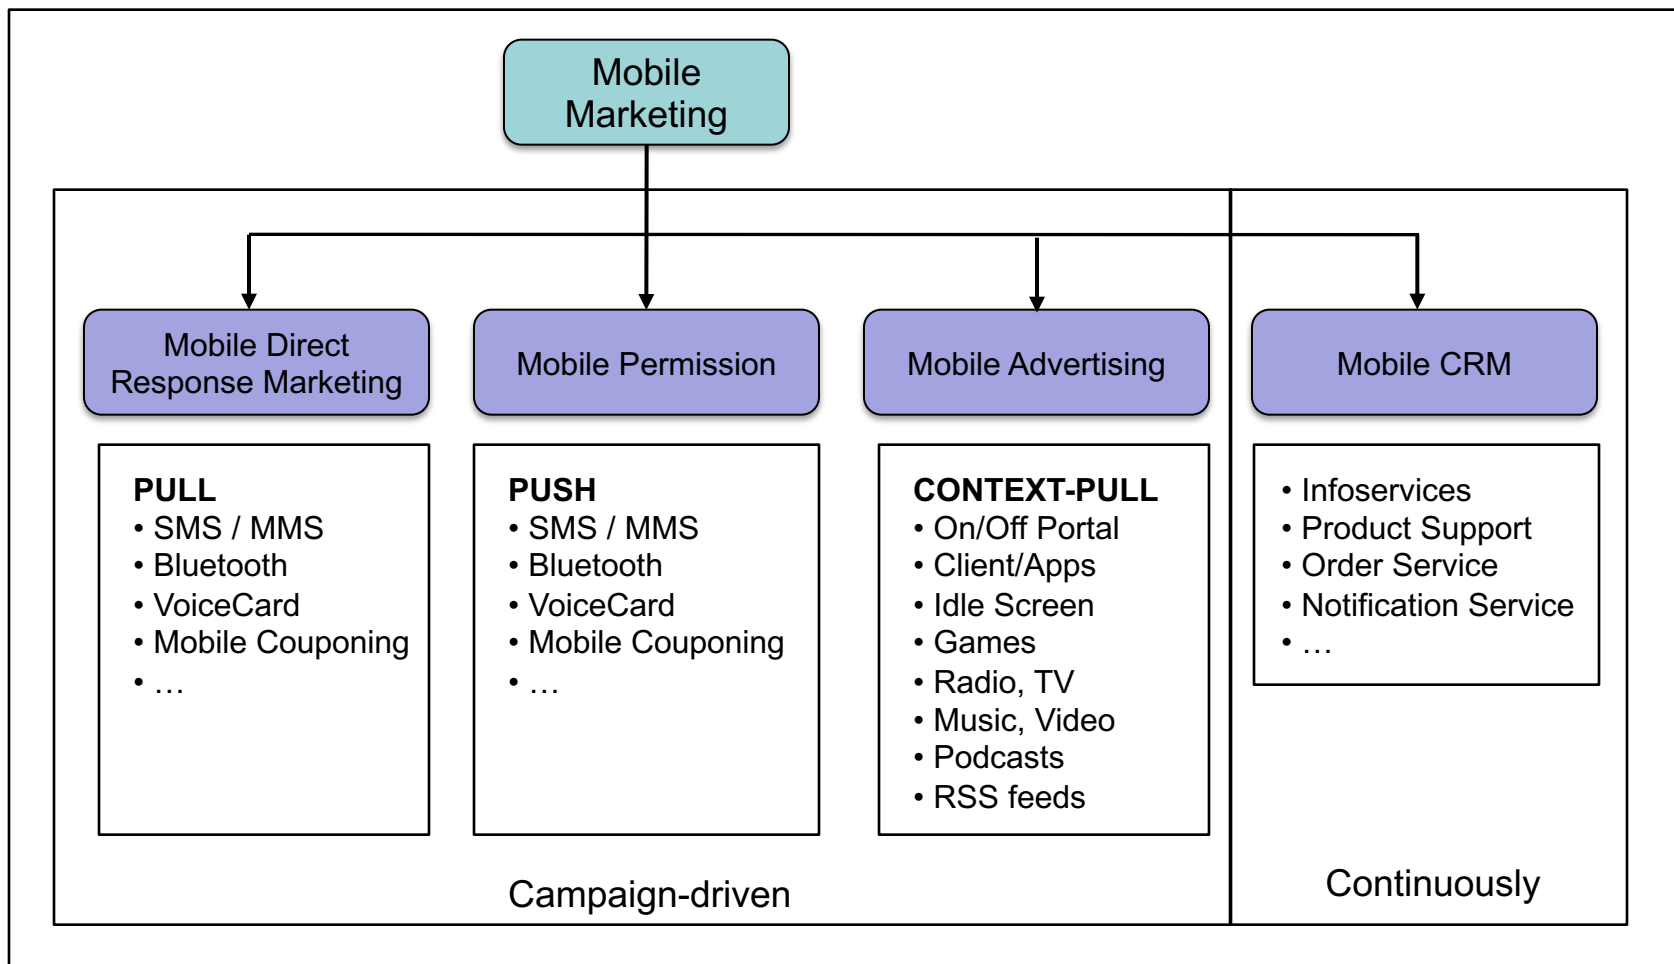 Mobile
Marketing
Mobile Direct
Response Marketing
Mobile Permission
Mobile Advertising
Mobile CRM
PULL
• SMS / MMS
• Bluetooth
• VoiceCard
• Mobile Couponing
• …
PUSH
• SMS / MMS
• Bluetooth
• VoiceCard
• Mobile Couponing
• …
CONTEXT-PULL
• On/Off Portal
• Client/Apps
• Idle Screen
• Games
• Radio, TV
• Music, Video
• Podcasts
• RSS feeds
• Infoservices
• Product Support
• Order Service
• Notification Service
• …
Campaign-driven
Continuously